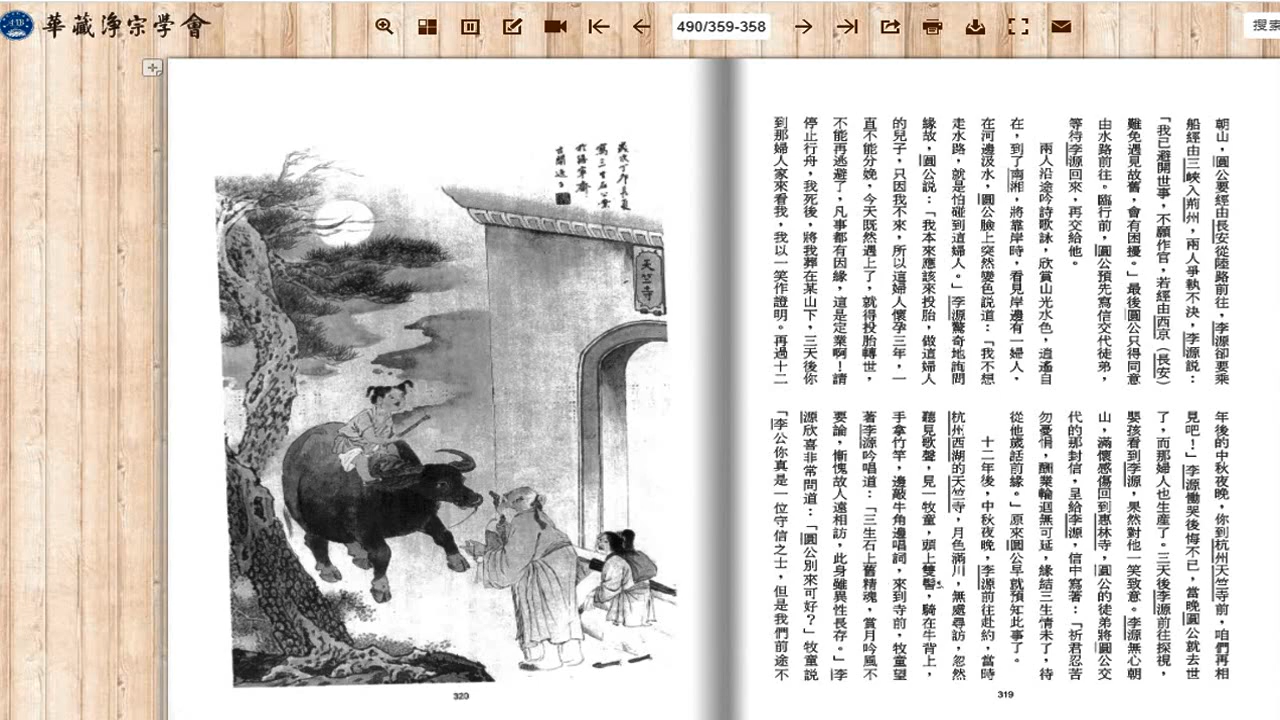 華藏淨宗學會
490/359-358
搜索
朝山，圓公要經由長安從陸路前往，李源卻要乘
船經由三峽入荊州，兩人爭執不決，李源說：
「我已避開世事，不願作官，若經由西京（長安）
難免遇見故舊，會有困擾。」最後圓公只得同意
由水路前往。臨行前，圓公預先寫信交代徒弟，
等待李源回來，再交給他。
兩人沿途吟詩歌詠，欣賞山光水色，逍遙自
在，到了南湘，將靠岸時，看見岸邊有一婦人，
在河邊汲水，圓公臉上突然變色說道：「我不想
走水路，就是怕碰到這婦人。」李源驚奇地詢問
緣故，圓公說：「我本來應該來投胎，做這婦人
的兒子，只因我不來，所以這婦人懷孕三年，一
直不能分娩，今天既然遇上了，就得投胎轉世，
不能再逃避了，凡事都有因緣，這是定業啊！請
停止行舟，我死後，將我葬在某山下，三天後你
到那婦人家來看我，我以一笑作證明。再過十二
年後的中秋夜晚，你到杭州天竺寺前，咱們再相
見吧！」李源慟哭後悔不已，當晚圓公就去世
了，而那婦人也生產了。三天後李源前往探視，
嬰孩看到李源，果然對他一笑致意。李源無心朝
山，滿懷感傷回到惠林寺，圓公的徒弟將圓公交
代的那封信，呈給李源，信中寫著：「祈君忍苦
勿憂悁，酬業輪迴無可延，緣結三生情未了，待
從他歲話前緣。」原來圓公早就預知此事了。
十二年後，中秋夜晚，李源前往赴約，當時
杭州西湖的天竺寺，月色滿川，無處尋訪，忽然
聽見歌聲，見一牧童，頭上雙髻，騎在牛背上，
手拿竹竿，邊敲牛角邊唱詞，來到寺前，牧童望
著李源吟唱道：「三生石上舊精魂，賞月吟風不
要論，慚愧故人遠相訪，此身雖異性長存。」李
源欣喜非常問道：「圓公別來可好？」牧童說
「李公你真是一位守信之士，但是我們前途不
319
天竺寺
320